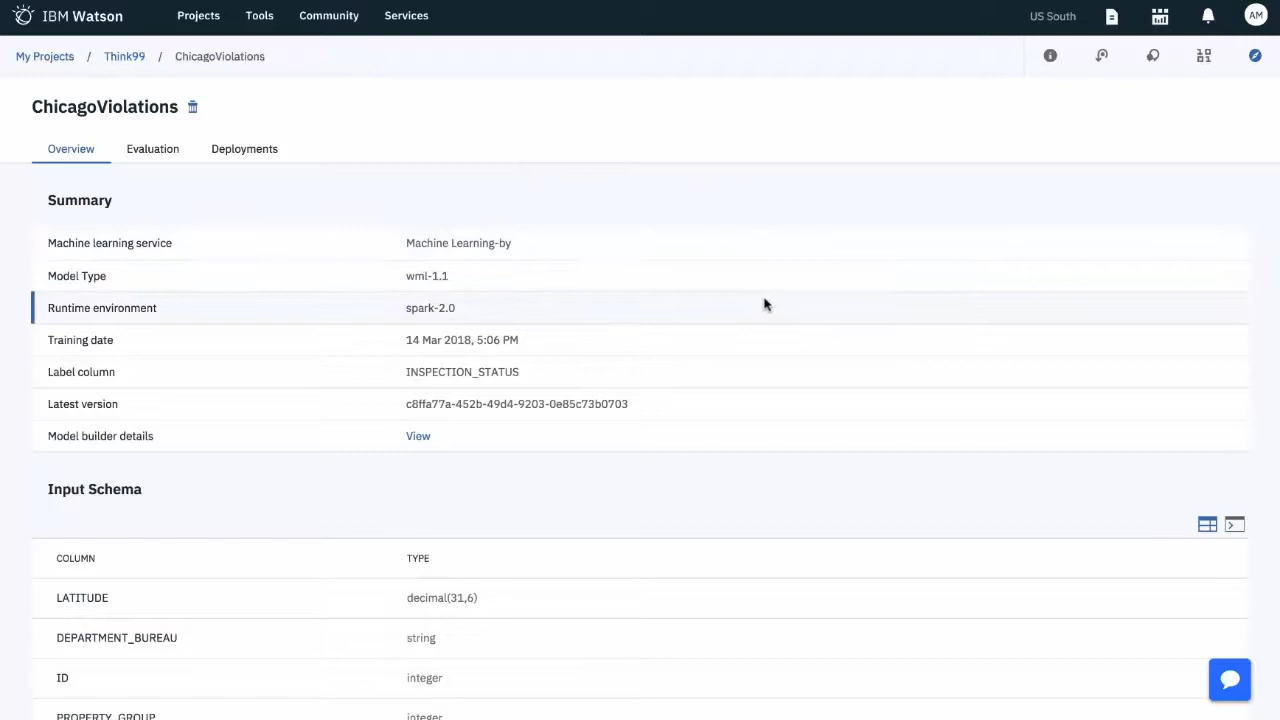 IBM Watson Projects Tools Community Services US South AM
My Projects / Think99 / ChicagoViolations
ChicagoViolations
Overview Evaluation Deployments
Summary
Machine learning service Machine Learning-by
Model Type wml-1.1
Runtime environment spark-2.0
Training date 14 Mar 2018, 5:06 PM
Label column INSPECTION_STATUS
Latest version c8ffa77a-452b-49d4-9203-0e85c73b0703
Model builder details View
Input Schema
COLUMN TYPE
LATITUDE decimal(31,6)
DEPARTMENT_BUREAU string
ID integer
PROPERTY_GROUP integer